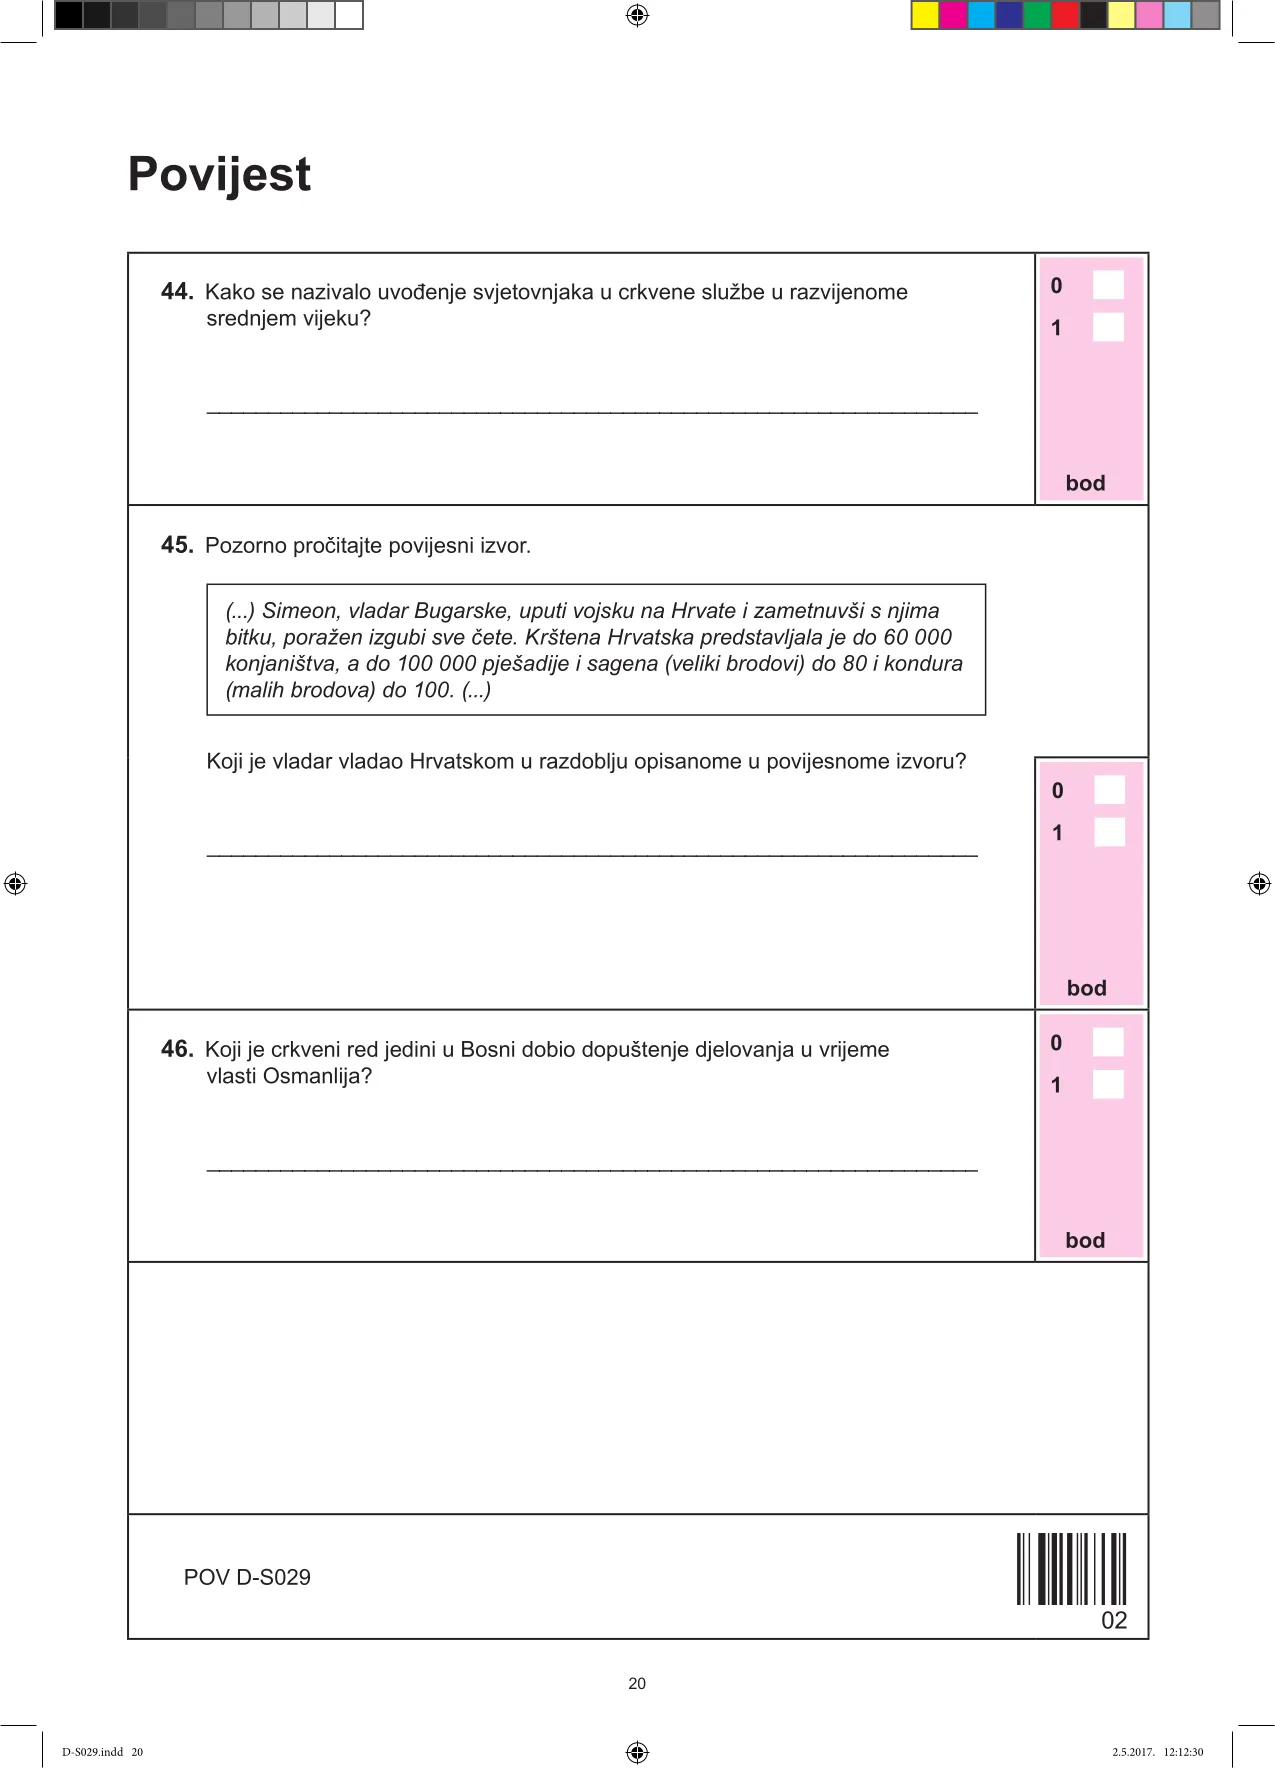 Povijest
44. Kako se nazivalo uvođenje svjetovnjaka u crkvene službe u razvijenome
srednjem vijeku?
0
1
bod
45. Pozorno pročitajte povijesni izvor.
(...) Simeon, vladar Bugarske, uputi vojsku na Hrvate i zametnuvši s njima
bitku, poražen izgubi sve čete. Krštena Hrvatska predstavljala je do 60 000
konjaništva, a do 100 000 pješadije i sagena (veliki brodovi) do 80 i kondura
(malih brodova) do 100. (...)
Koji je vladar vladao Hrvatskom u razdoblju opisanome u povijesnome izvoru?
0
1
bod
46. Koji je crkveni red jedini u Bosni dobio dopuštenje djelovanja u vrijeme
vlasti Osmanlija?
0
1
bod
POV D-S029
02
20
D-S029.indd 20
2.5.2017. 12:12:30